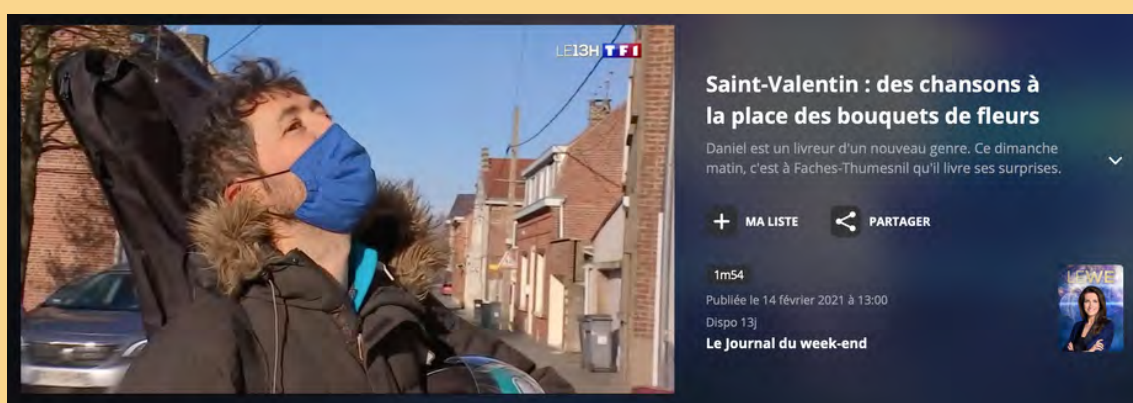 LE13H TF1
Saint-Valentin : des chansons à
la place des bouquets de fleurs
Daniel est un livreur d'un nouveau genre. Ce dimanche
matin, c'est à Faches-Thumesnil qu'il livre ses surprises.
MA LISTE PARTAGER
1m54
Publiée le 14 février 2021 à 13:00
Dispo 13j
Le Journal du week-end
LEWE